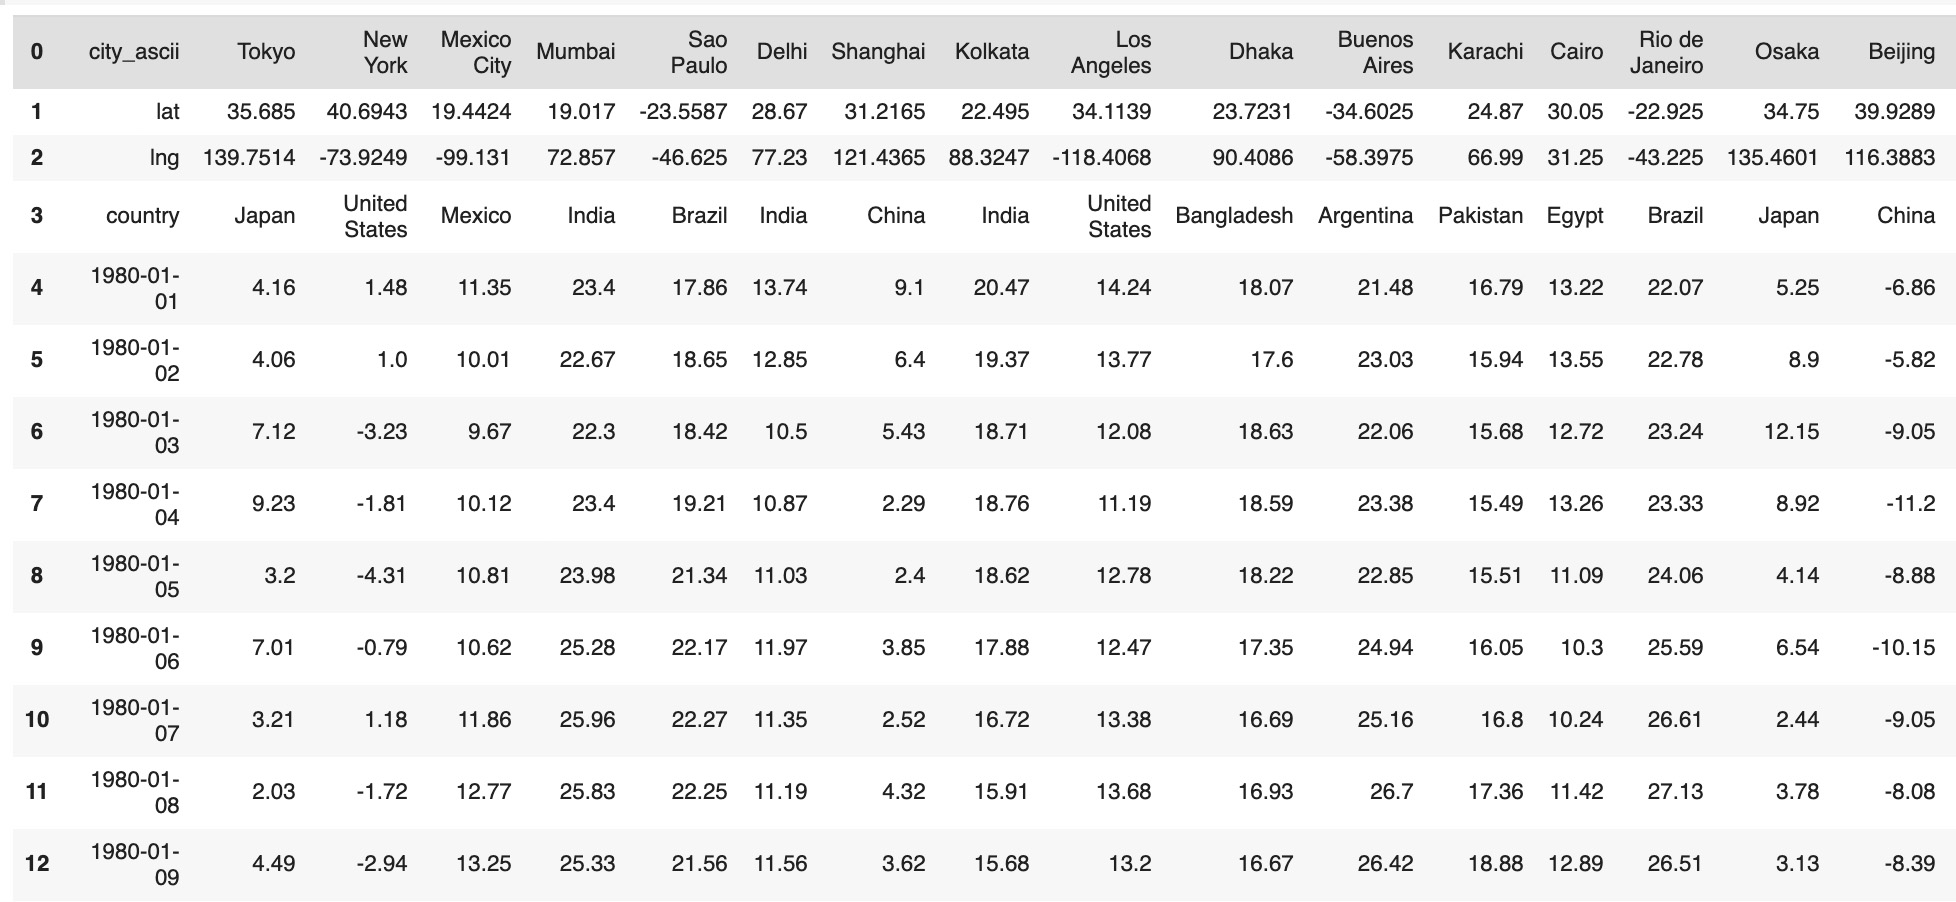 0 city_ascii Tokyo New York Mexico City Mumbai Sao Paulo Delhi Shanghai Kolkata Los Angeles Dhaka Buenos Aires Karachi Cairo Rio de Janeiro Osaka Beijing
1 lat 35.685 40.6943 19.4424 19.017 -23.5587 28.67 31.2165 22.495 34.1139 23.7231 -34.6025 24.87 30.05 -22.925 34.75 39.9289
2 lng 139.7514 -73.9249 -99.131 72.857 -46.625 77.23 121.4365 88.3247 -118.4068 90.4086 -58.3975 66.99 31.25 -43.225 135.4601 116.3883
3 country Japan United States Mexico India Brazil India China India United States Bangladesh Argentina Pakistan Egypt Brazil Japan China
4 1980-01-01 4.16 1.48 11.35 23.4 17.86 13.74 9.1 20.47 14.24 18.07 21.48 16.79 13.22 22.07 5.25 -6.86
5 1980-01-02 4.06 1.0 10.01 22.67 18.65 12.85 6.4 19.37 13.77 17.6 23.03 15.94 13.55 22.78 8.9 -5.82
6 1980-01-03 7.12 -3.23 9.67 22.3 18.42 10.5 5.43 18.71 12.08 18.63 22.06 15.68 12.72 23.24 12.15 -9.05
7 1980-01-04 9.23 -1.81 10.12 23.4 19.21 10.87 2.29 18.76 11.19 18.59 23.38 15.49 13.26 23.33 8.92 -11.2
8 1980-01-05 3.2 -4.31 10.81 23.98 21.34 11.03 2.4 18.62 12.78 18.22 22.85 15.51 11.09 24.06 4.14 -8.88
9 1980-01-06 7.01 -0.79 10.62 25.28 22.17 11.97 3.85 17.88 12.47 17.35 24.94 16.05 10.3 25.59 6.54 -10.15
10 1980-01-07 3.21 1.18 11.86 25.96 22.27 11.35 2.52 16.72 13.38 16.69 25.16 16.8 10.24 26.61 2.44 -9.05
11 1980-01-08 2.03 -1.72 12.77 25.83 22.25 11.19 4.32 15.91 13.68 16.93 26.7 17.36 11.42 27.13 3.78 -8.08
12 1980-01-09 4.49 -2.94 13.25 25.33 21.56 11.56 3.62 15.68 13.2 16.67 26.42 18.88 12.89 26.51 3.13 -8.39